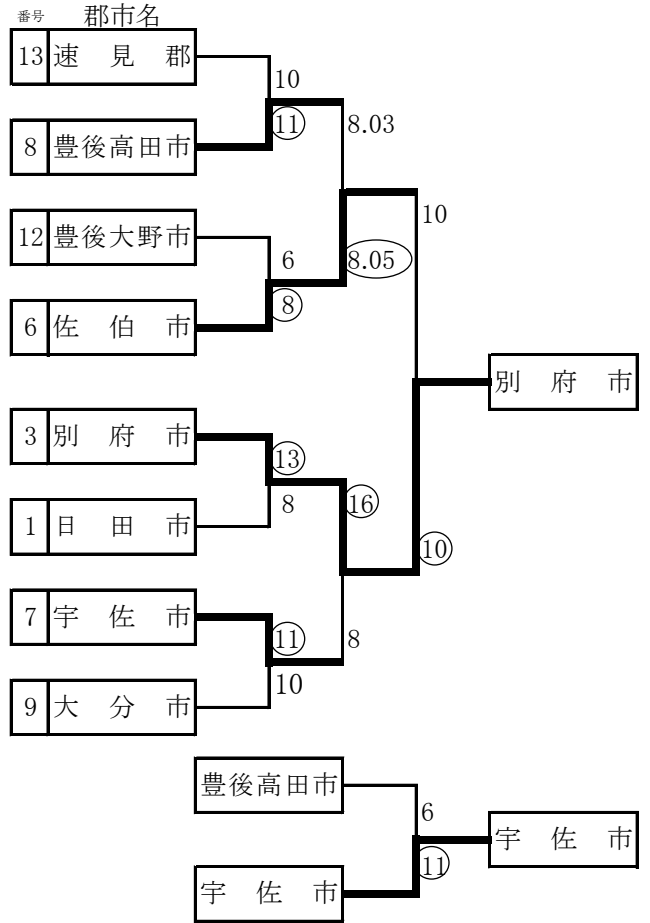 番号 郡市名
13 速見郡
10
⑪ 8.03
8 豊後高田市
10
12 豊後大野市
6 8.05
⑧
6 佐伯市
別府市
3 別府市
⑬
8 ⑯
1 日田市
⑩
7 宇佐市
⑪ 8
10
9 大分市
豊後高田市
6
宇佐市
⑪
宇佐市